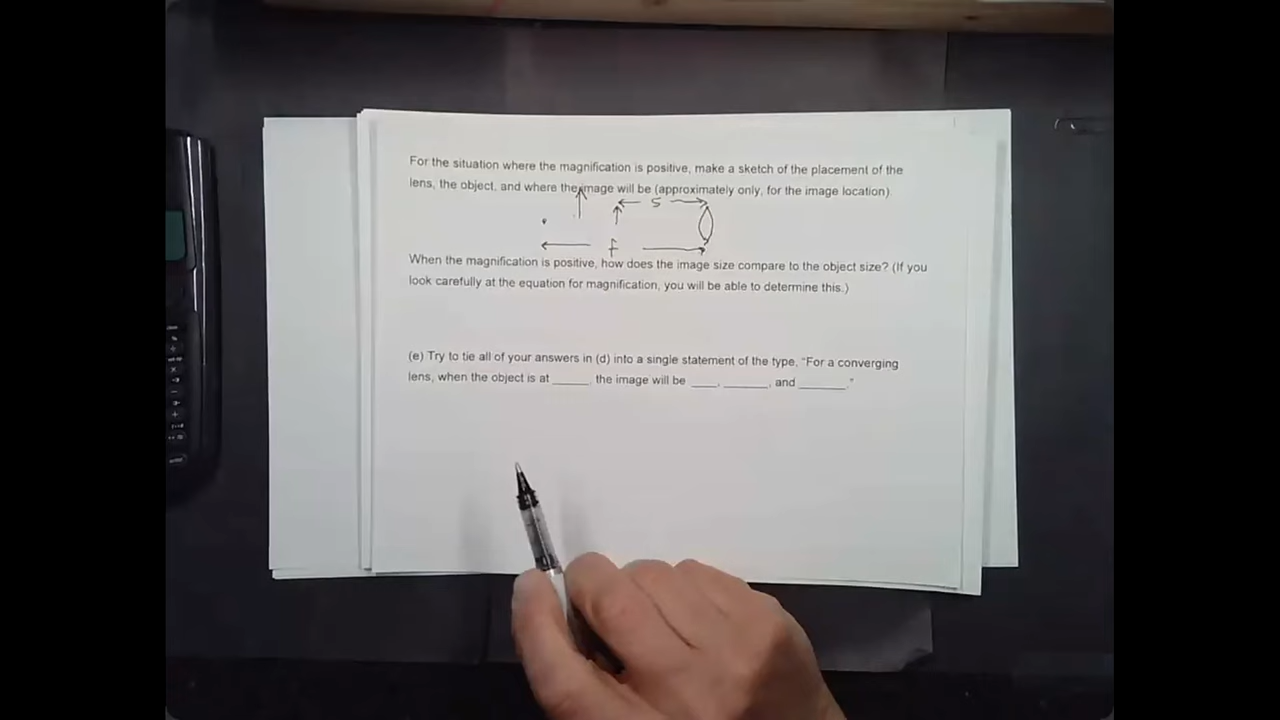 For the situation where the magnification is positive, make a sketch of the placement of the
lens, the object, and where the image will be (approximately only, for the image location).
s
f
When the magnification is positive, how does the image size compare to the object size? (If you
look carefully at the equation for magnification, you will be able to determine this.)
(e) Try to tie all of your answers in (d) into a single statement of the type, “For a converging
lens, when the object is at _____, the image will be ____, _______, and _______.”